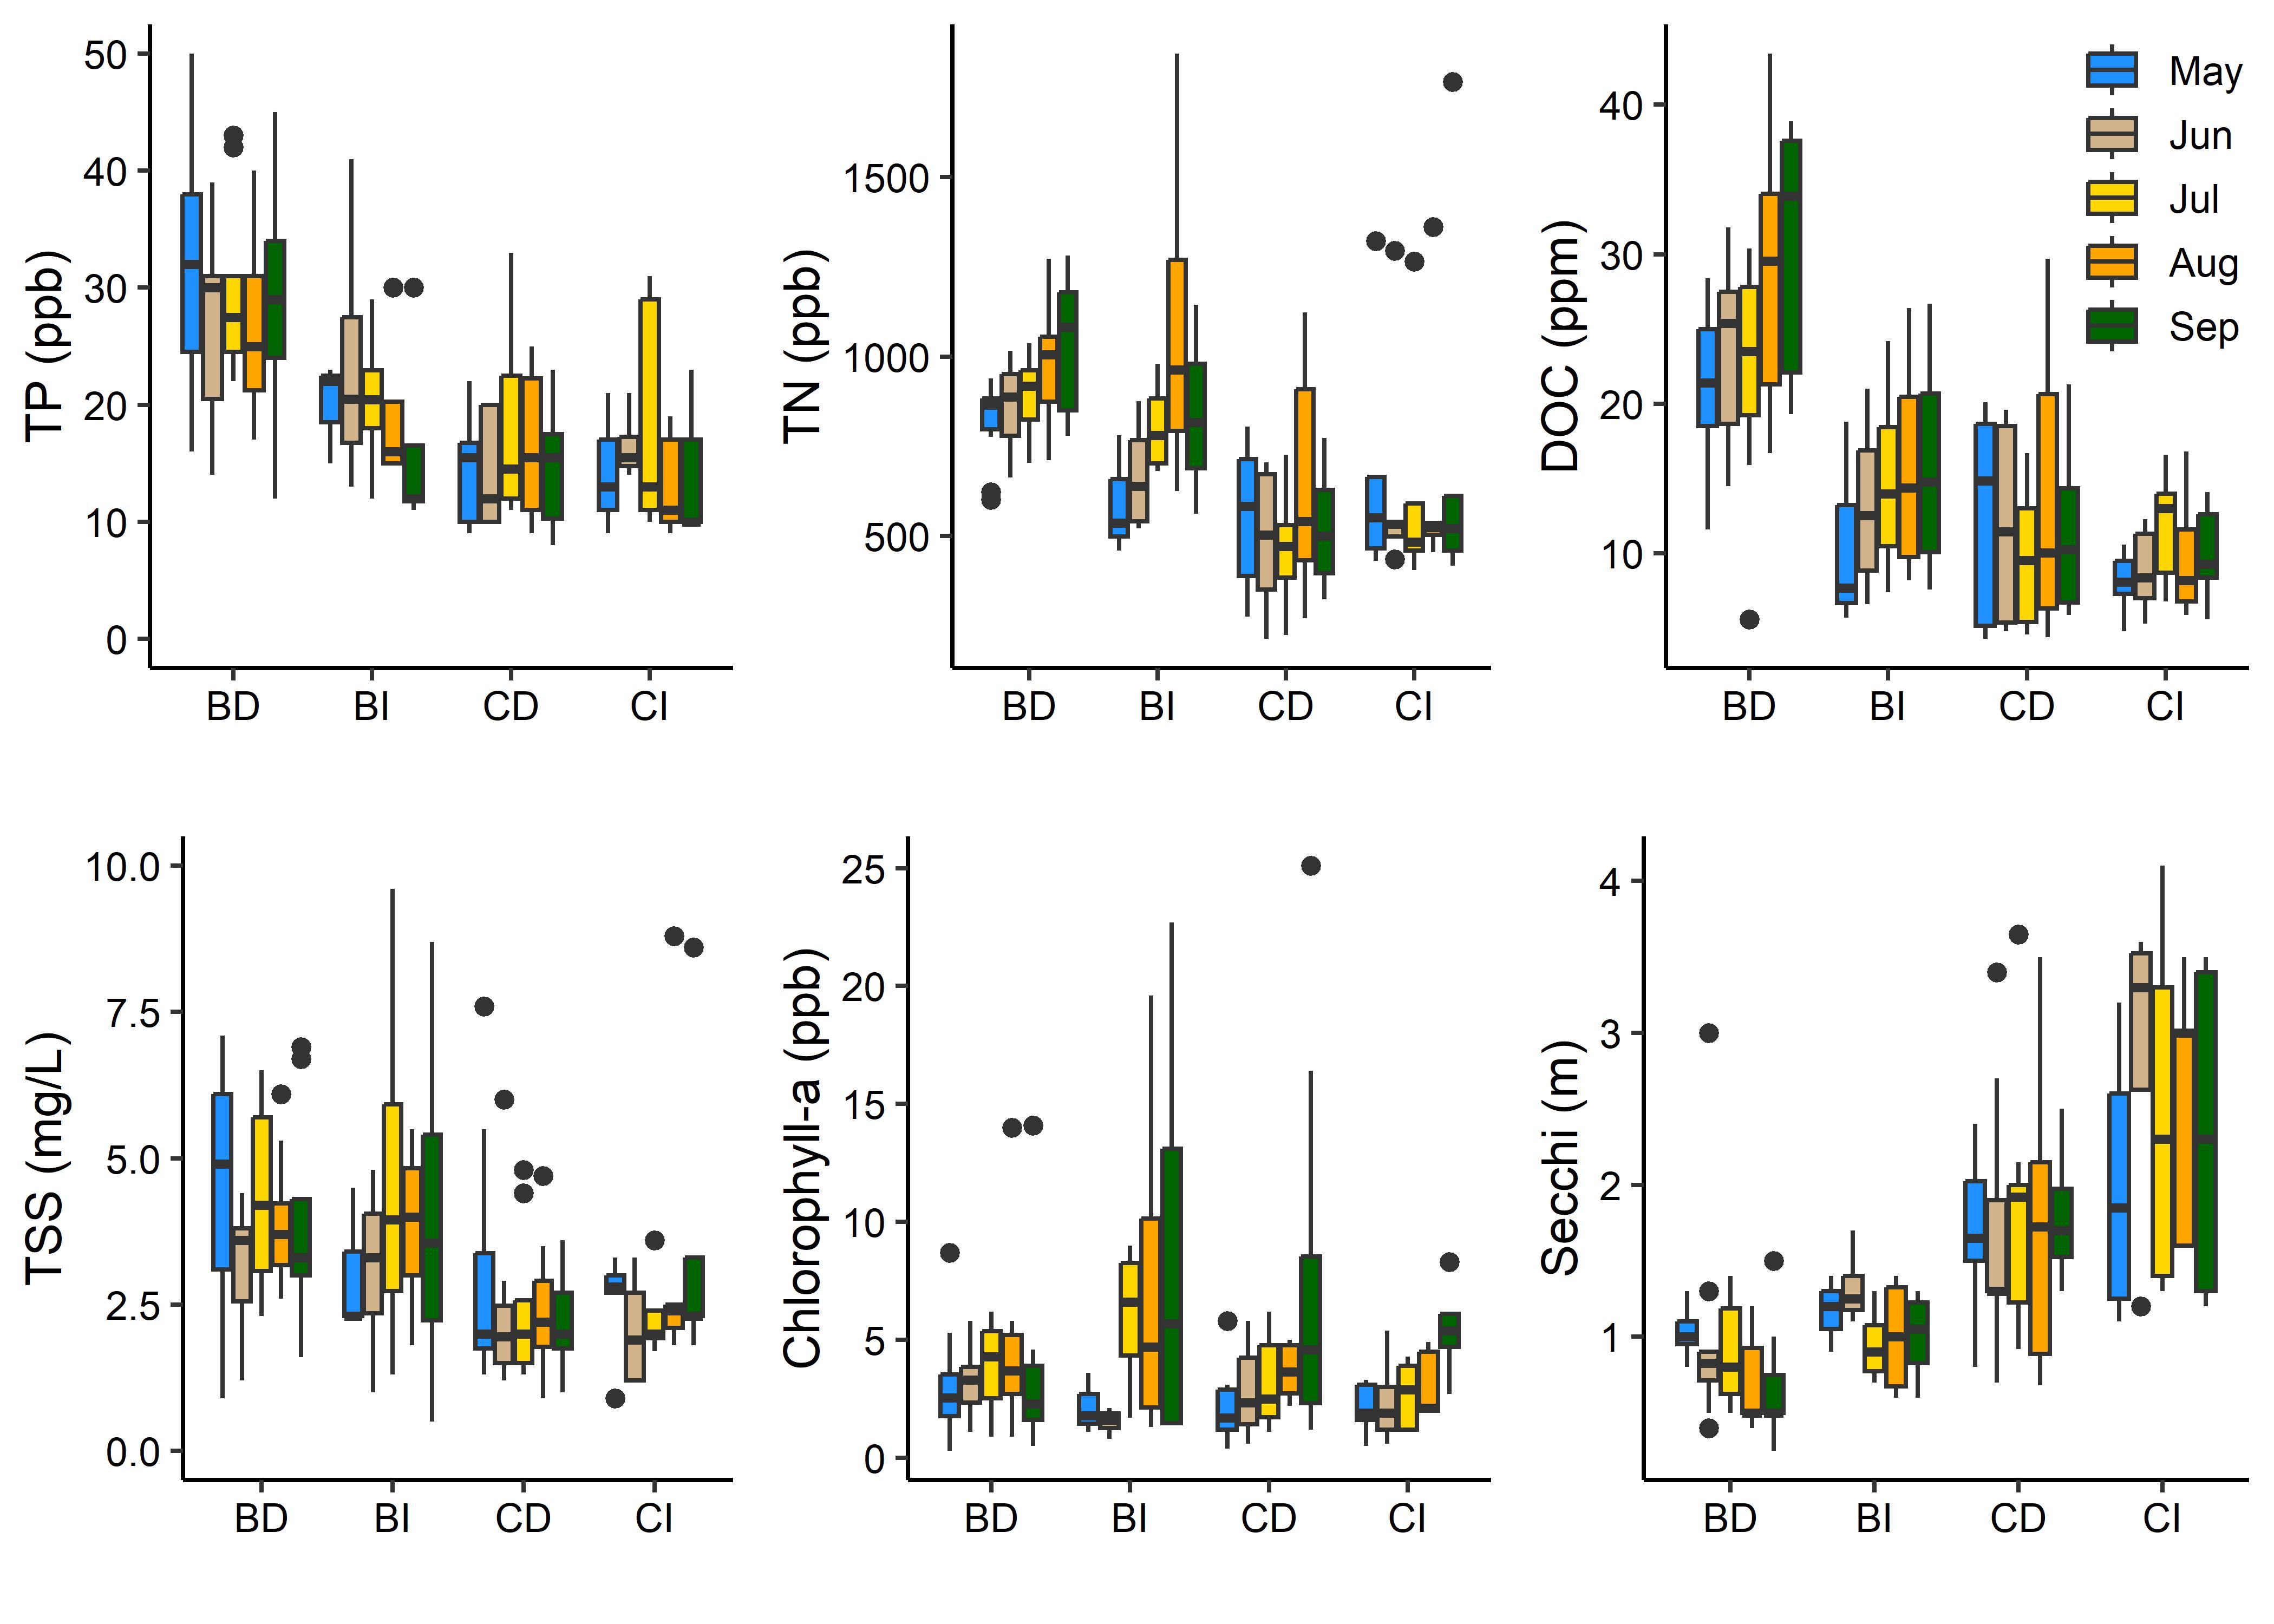 TP (ppb)
50
40
30
20
10
0
BD BI CD CI
TN (ppb)
1500
1000
500
BD BI CD CI
DOC (ppm)
40
30
20
10
BD BI CD CI
May
Jun
Jul
Aug
Sep
TSS (mg/L)
10.0
7.5
5.0
2.5
0.0
BD BI CD CI
Chlorophyll-a (ppb)
25
20
15
10
5
0
BD BI CD CI
Secchi (m)
4
3
2
1
BD BI CD CI